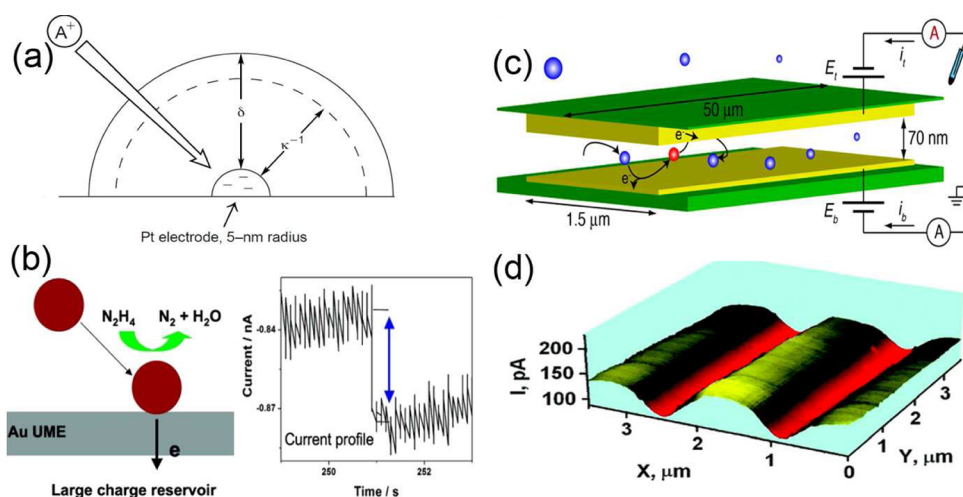 (a)
A+
δ
κ⁻¹
Pt electrode, 5–nm radius
(b)
N₂H₄ N₂ + H₂O
Au UME
e
Large charge reservoir
Current / nA
-0.84
-0.87
Current profile
250 252
Time / s
(c)
50 μm
e-
e-
70 nm
1.5 μm
Et
it
A
Eb
ib
A
(d)
I, pA
200
150
100
3 2 1 0
X, μm
1 2 3
Y, μm